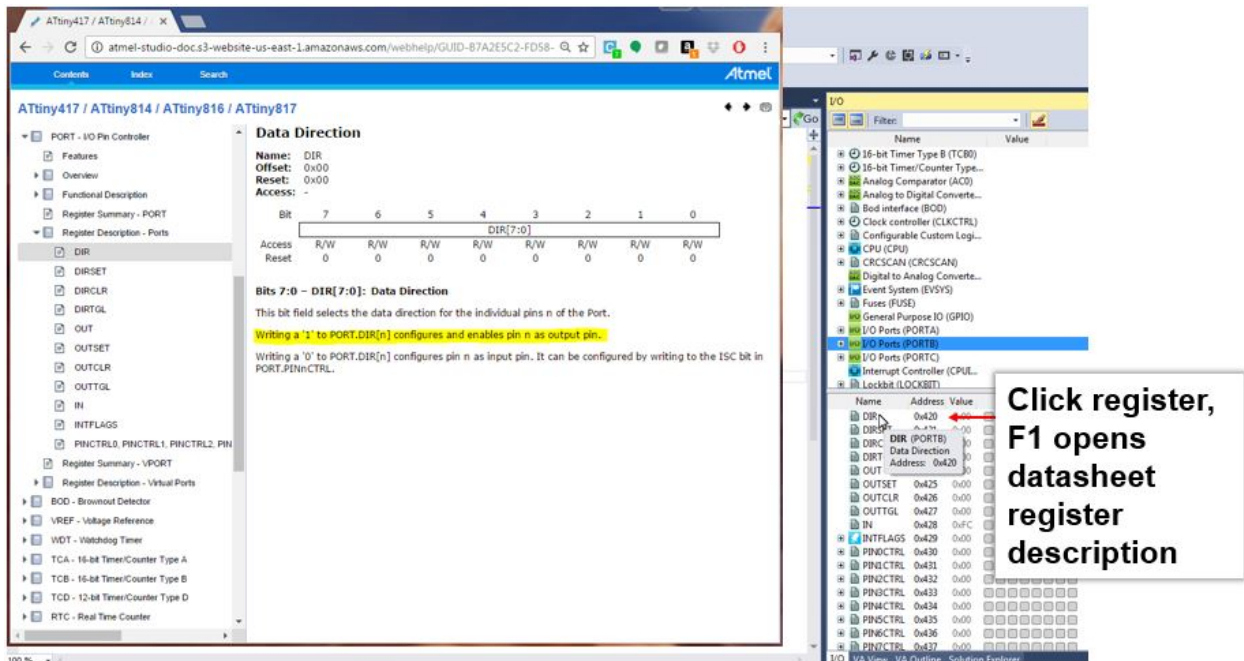 ATtiny417 / ATtiny814 /
atmel-studio-doc.s3-website-us-east-1.amazonaws.com/webhelp/GUID-B7A2E5C2-FD58-
Contents Index Search
Atmel
ATtiny417 / ATtiny814 / ATtiny816 / ATtiny817
PORT - I/O Pin Controller
Features
Overview
Functional Description
Register Summary - PORT
Register Description - Ports
DIR
DIRSET
DIRCLR
DIRTGL
OUT
OUTSET
OUTCLR
OUTTGL
IN
INTFLAGS
PINCTRL0, PINCTRL1, PINCTRL2, PIN
Register Summary - VPORT
Register Description - Virtual Ports
BOD - Brownout Detector
VREF - Voltage Reference
WDT - Watchdog Timer
TCA - 16-bit Timer/Counter Type A
TCB - 16-bit Timer/Counter Type B
TCD - 12-bit Timer/Counter Type D
RTC - Real Time Counter
Data Direction
Name: DIR
Offset: 0x00
Reset: 0x00
Access: -
Bit 7 6 5 4 3 2 1 0
DIR[7:0]
Access R/W R/W R/W R/W R/W R/W R/W R/W
Reset 0 0 0 0 0 0 0 0
Bits 7:0 – DIR[7:0]: Data Direction
This bit field selects the data direction for the individual pins n of the Port.
Writing a '1' to PORT.DIR[n] configures and enables pin n as output pin.
Writing a '0' to PORT.DIR[n] configures pin n as input pin. It can be configured by writing to the ISC bit in
PORT.PINnCTRL.
100 %
Go
I/O
Filter:
Name Value
16-bit Timer Type B (TCB0)
16-bit Timer/Counter Type...
Analog Comparator (AC0)
Analog to Digital Converte...
Bod interface (BOD)
Clock controller (CLKCTRL)
Configurable Custom Logi...
CPU (CPU)
CRCSCAN (CRCSCAN)
Digital to Analog Converte...
Event System (EVSYS)
Fuses (FUSE)
General Purpose IO (GPIO)
I/O Ports (PORTA)
I/O Ports (PORTB)
I/O Ports (PORTC)
Interrupt Controller (CPUI...
Lockbit (LOCKBIT)
Name Address Value
DIR 0x420
DIRC
DIRT
OUT
DIR (PORTB)
Data Direction
Address: 0x420
OUTSET 0x425 0x00
OUTCLR 0x426 0x00
OUTTGL 0x427 0x00
IN 0x428 0xFC
INTFLAGS 0x429 0x00
PIN0CTRL 0x430 0x00
PIN1CTRL 0x431 0x00
PIN2CTRL 0x432 0x00
PIN3CTRL 0x433 0x00
PIN4CTRL 0x434 0x00
PIN5CTRL 0x435 0x00
PIN6CTRL 0x436 0x00
PIN7CTRL 0x437 0x00
I/O VA View VA Outline Solution Explorer
Click register,
F1 opens
datasheet
register
description